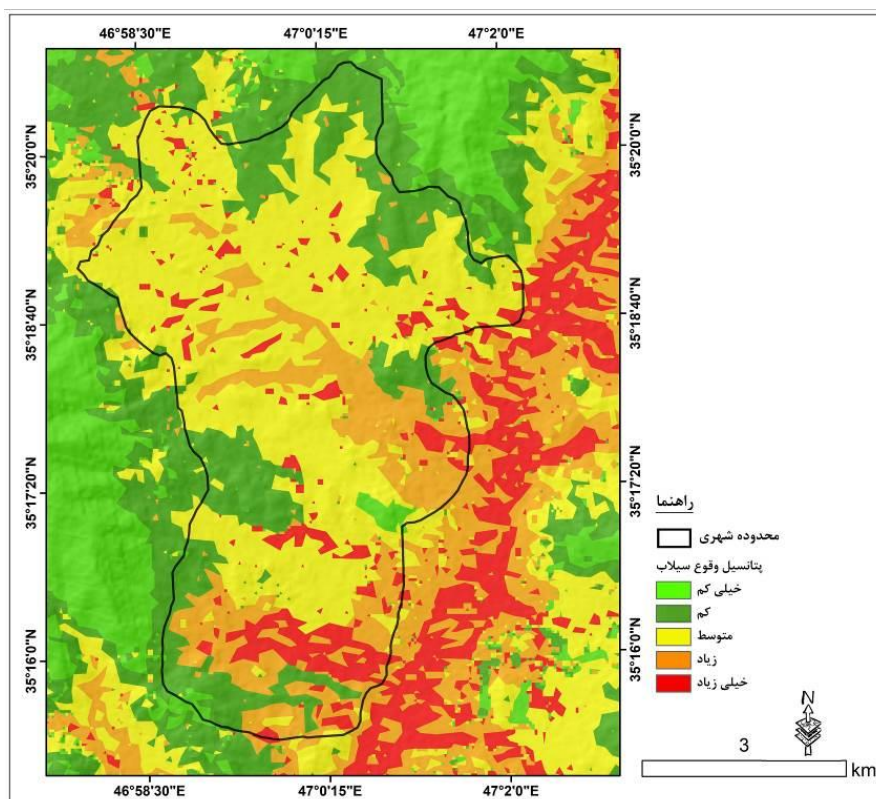 46°58'30"E 47°0'15"E 47°2'0"E
35°20'0"N 35°20'0"N
35°18'40"N 35°18'40"N
35°17'20"N 35°17'20"N
35°16'0"N 35°16'0"N
راهنما
محدوده شهری
پتانسیل وقوع سیلاب
خیلی کم
کم
متوسط
زیاد
خیلی زیاد
N
3
km
46°58'30"E 47°0'15"E 47°2'0"E